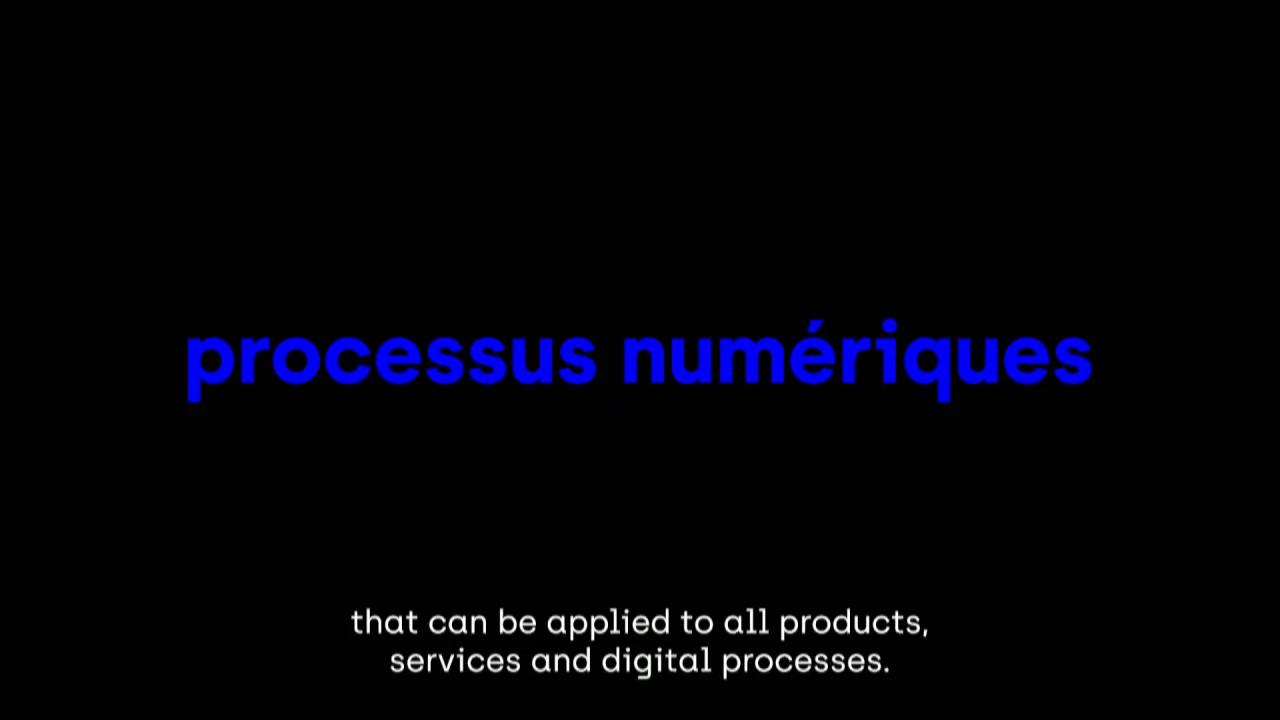 processus numériques
that can be applied to all products,
services and digital processes.